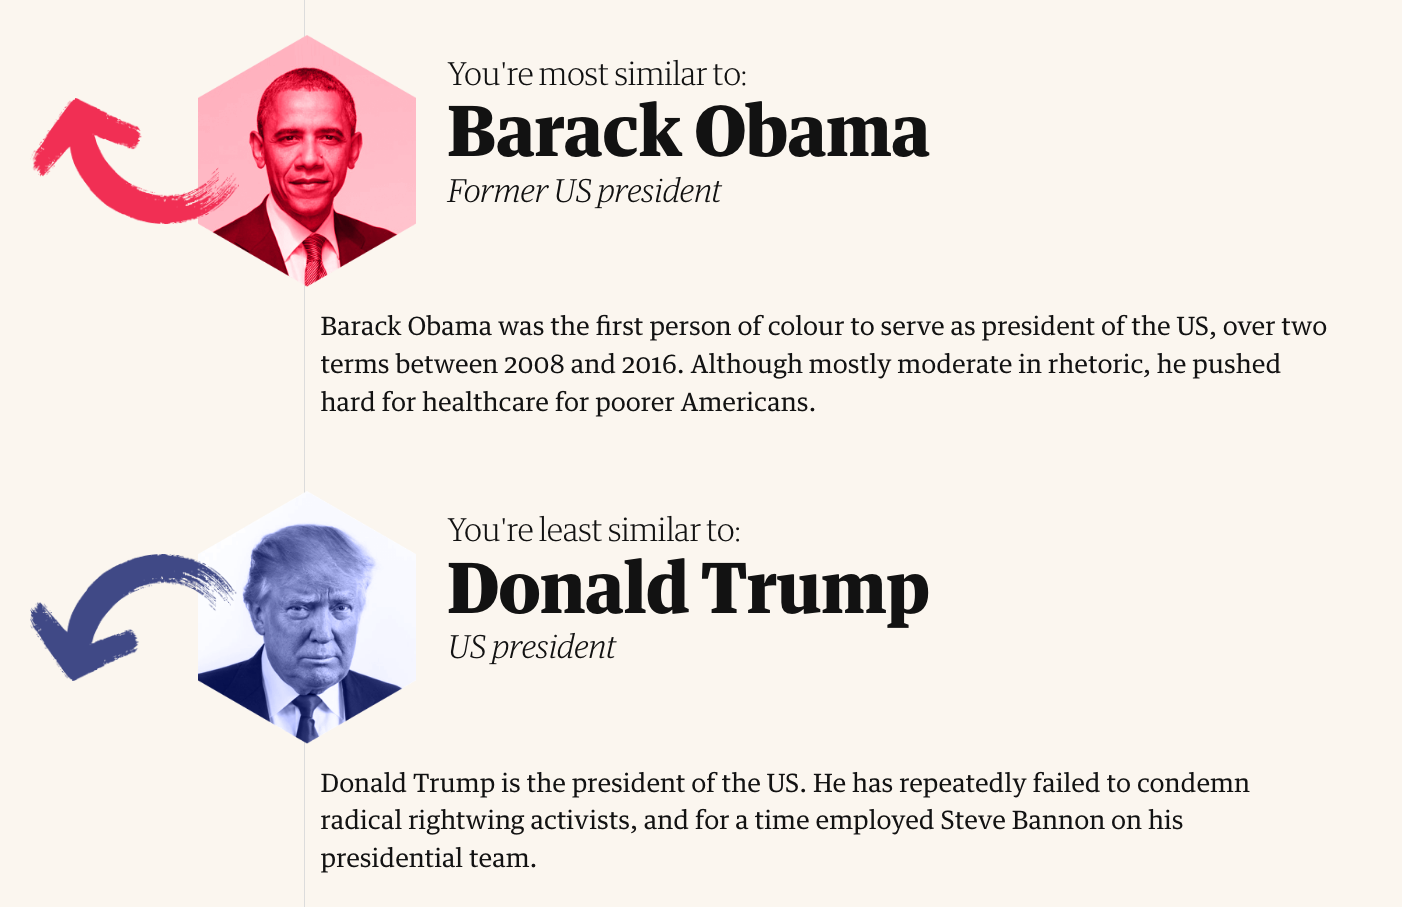 You're most similar to:
Barack Obama
Former US president
Barack Obama was the first person of colour to serve as president of the US, over two
terms between 2008 and 2016. Although mostly moderate in rhetoric, he pushed
hard for healthcare for poorer Americans.
You're least similar to:
Donald Trump
US president
Donald Trump is the president of the US. He has repeatedly failed to condemn
radical rightwing activists, and for a time employed Steve Bannon on his
presidential team.